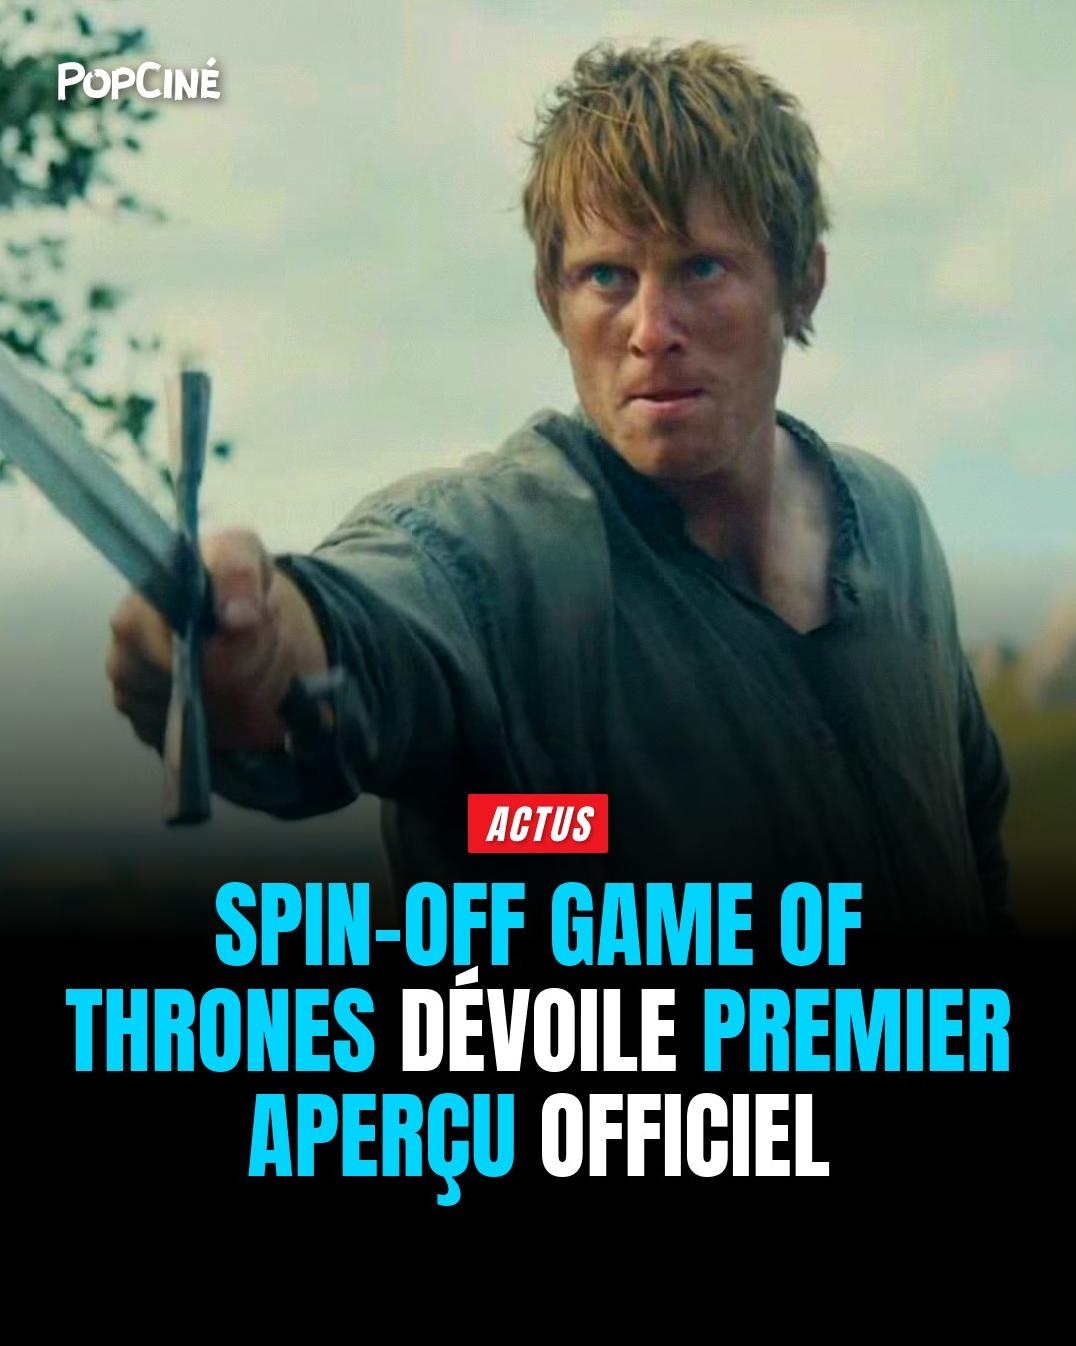 POPCINÉ
ACTUS
SPIN-OFF GAME OF
THRONES DÉVOILE PREMIER
APERÇU OFFICIEL